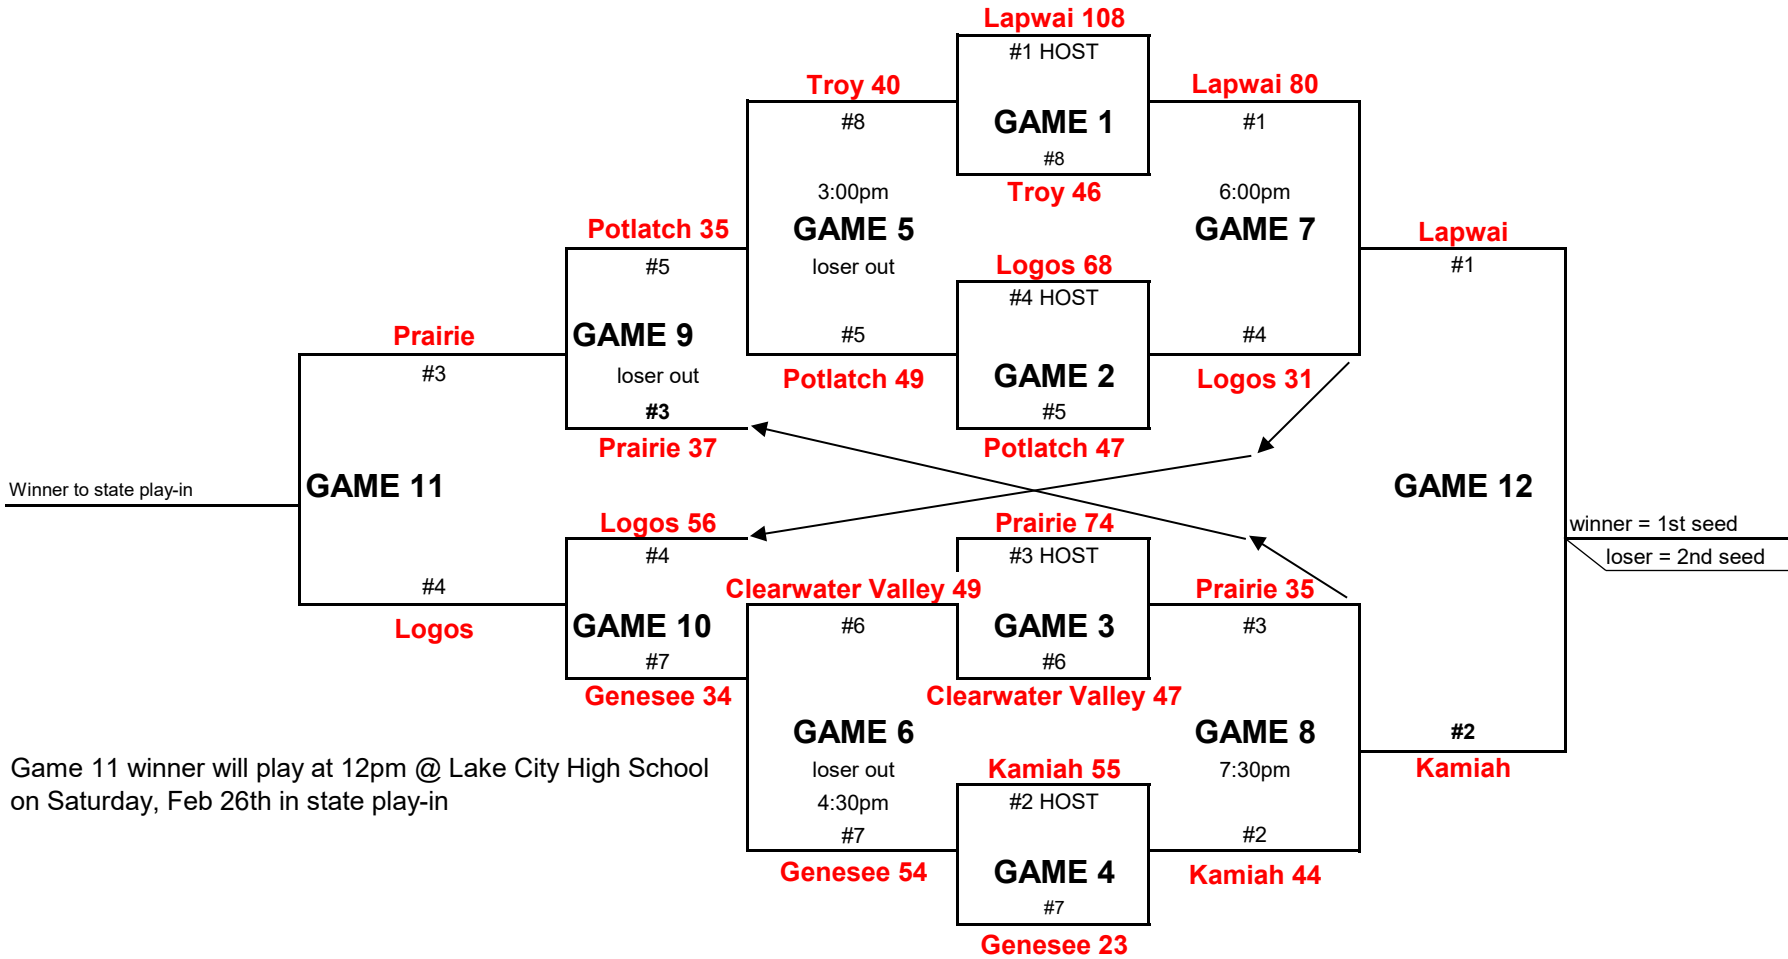 Lapwai 108
#1 HOST
Troy 40
Lapwai 80
#8
GAME 1
#1
#8
3:00pm
Troy 46
6:00pm
Potlatch 35
GAME 5
GAME 7
Lapwai
#5
loser out
Logos 68
#1
#4 HOST
Prairie
GAME 9
#5
#4
#3
loser out
Potlatch 49
GAME 2
Logos 31
#3
#5
Prairie 37
Potlatch 47
Winner to state play-in
GAME 11
GAME 12
Logos 56
Prairie 74
winner = 1st seed
#4
#3 HOST
loser = 2nd seed
#4
Clearwater Valley 49
Prairie 35
Logos
GAME 10
#6
GAME 3
#3
#7
#6
Genesee 34
Clearwater Valley 47
GAME 6
GAME 8
#2
Game 11 winner will play at 12pm @ Lake City High School
loser out
Kamiah 55
7:30pm
Kamiah
on Saturday, Feb 26th in state play-in
4:30pm
#2 HOST
#7
#2
Genesee 54
GAME 4
Kamiah 44
#7
Genesee 23